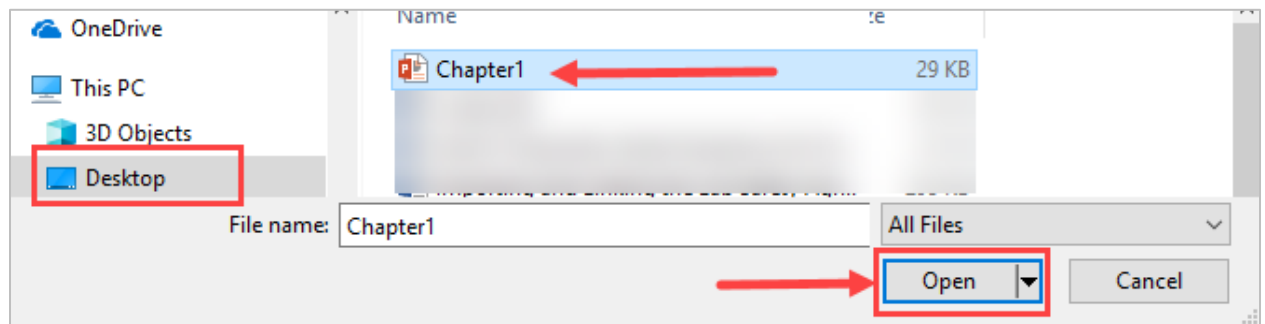 OneDrive
This PC
3D Objects
Desktop
Name
Chapter1 29 KB
File name: Chapter1 All Files
Open Cancel